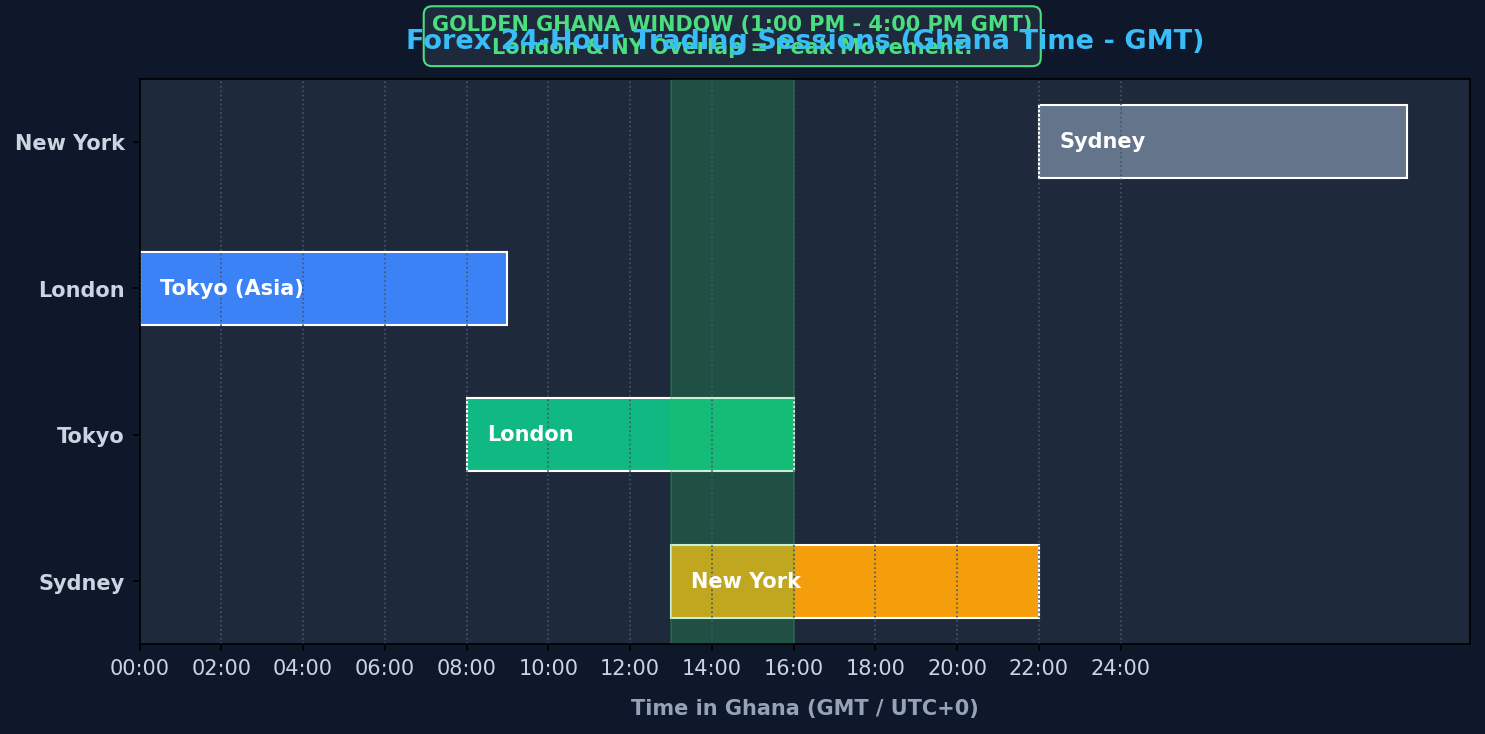 GOLDEN GHANA WINDOW (1:00 PM - 4:00 PM GMT)
Forex 24-Hour Trading Sessions (Ghana Time - GMT)
London & NY Overlap = Peak Movement!
New York
Sydney
London
Tokyo (Asia)
Tokyo
London
Sydney
New York
00:00 02:00 04:00 06:00 08:00 10:00 12:00 14:00 16:00 18:00 20:00 22:00 24:00
Time in Ghana (GMT / UTC+0)